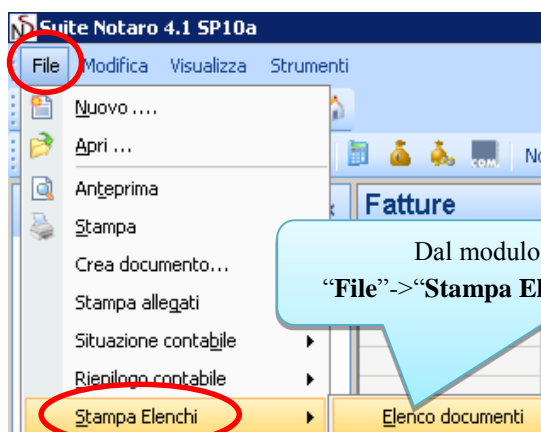 Suite Notaro 4.1 SP10a
File Modifica Visualizza Strumenti
Nuovo ....
Apri ...
COM.
Anteprima
Fatture
Stampa
Dal modulo
Crea documento...
“File”->“Stampa
Stampa allegati
Situazione contabile
Riepilogo contabile
Stampa Elenchi
Elenco documenti